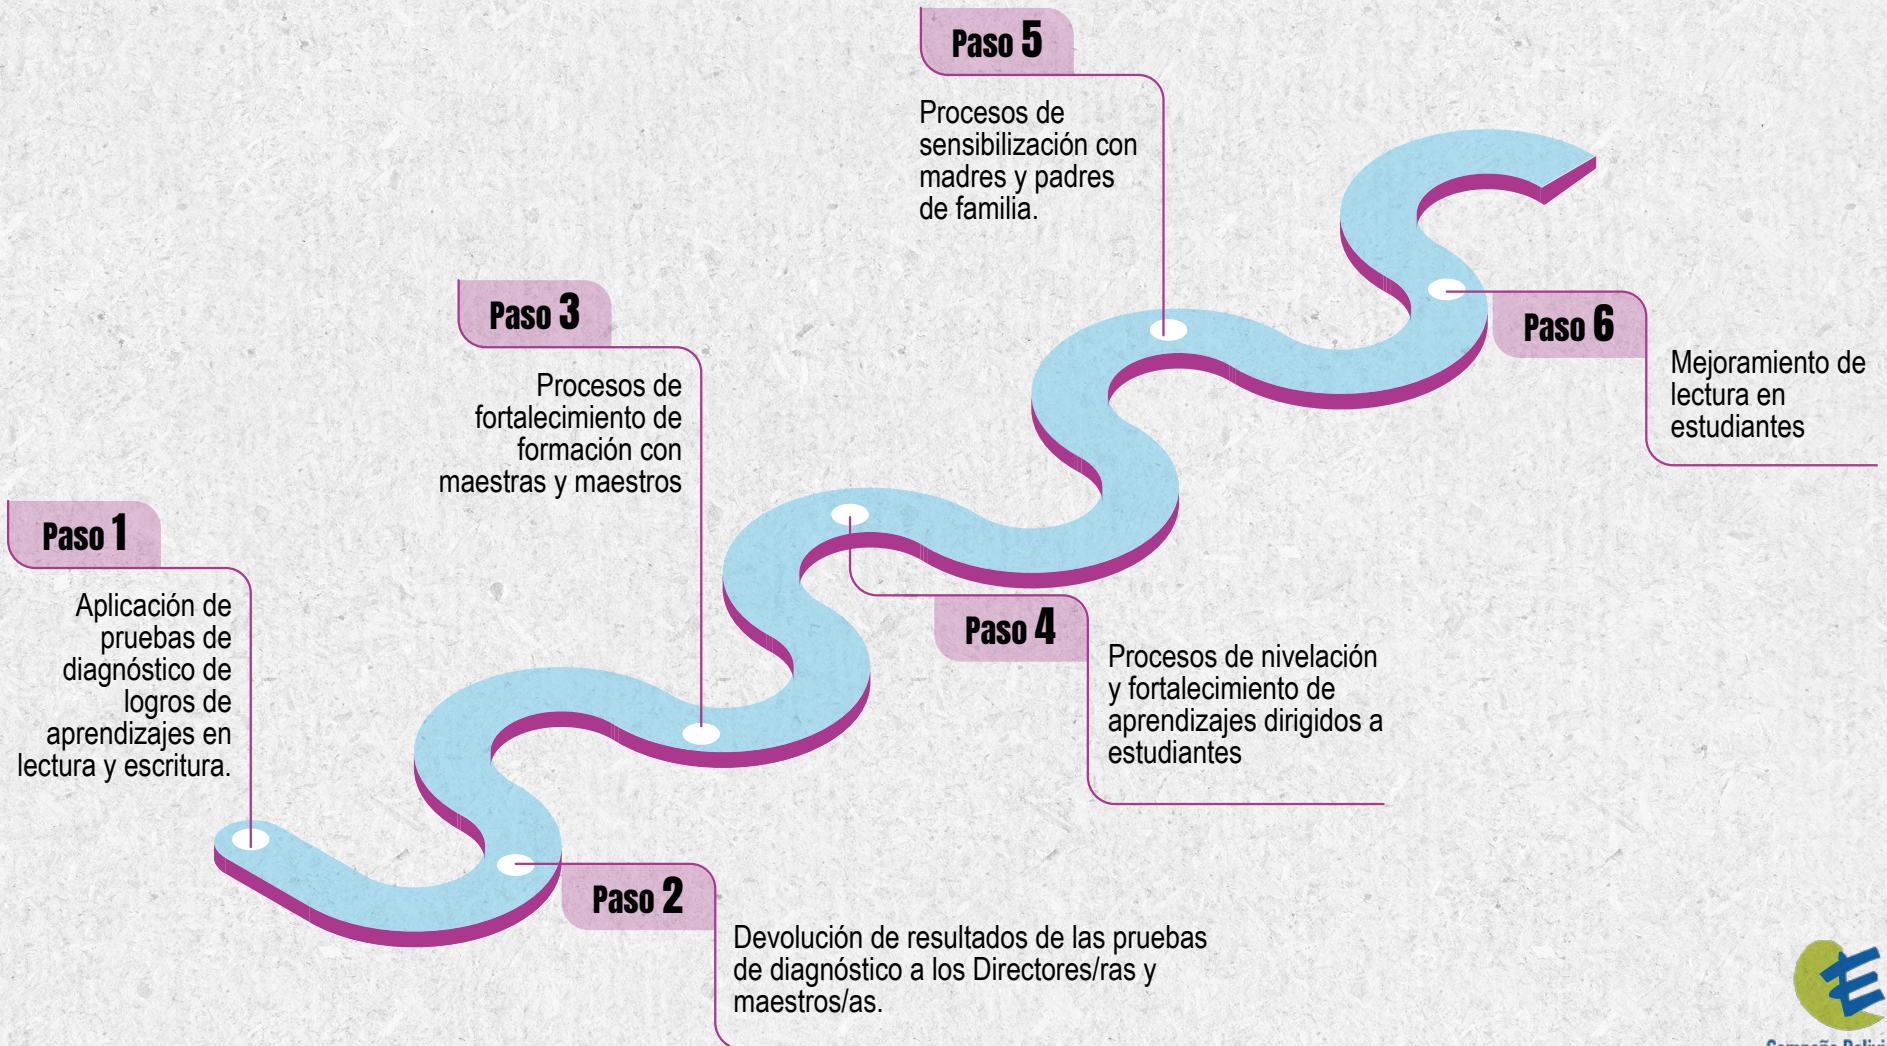 Paso 1
Aplicación de
pruebas de
diagnóstico de
logros de
aprendizajes en
lectura y escritura.
Paso 2
Devolución de resultados de las pruebas
de diagnóstico a los Directores/ras y
maestros/as.
Paso 3
Procesos de
fortalecimiento de
formación con
maestras y maestros
Paso 4
Procesos de nivelación
y fortalecimiento de
aprendizajes dirigidos a
estudiantes
Paso 5
Procesos de
sensibilización con
madres y padres
de familia.
Paso 6
Mejoramiento de
lectura en
estudiantes